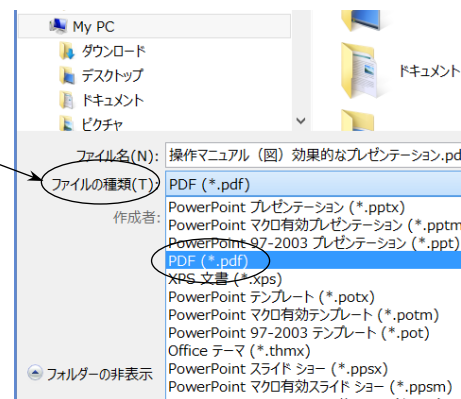 My PC
ダウンロード
デスクトップ
ドキュメント
ピクチャ
ドキュメント
ファイル名(N): 操作マニュアル（図）効果的なプレゼンテーション.pd
ファイルの種類(T): PDF (*.pdf)
作成者:
PowerPoint プレゼンテーション (*.pptx)
PowerPoint マクロ有効プレゼンテーション (*.pptm
PowerPoint 97-2003 プレゼンテーション (*.ppt)
PDF (*.pdf)
XPS 文書 (*.xps)
PowerPoint テンプレート (*.potx)
PowerPoint マクロ有効テンプレート (*.potm)
PowerPoint 97-2003 テンプレート (*.pot)
Office テーマ (*.thmx)
PowerPoint スライド ショー (*.ppsx)
PowerPoint マクロ有効スライド ショー (*.ppsm)
フォルダーの非表示